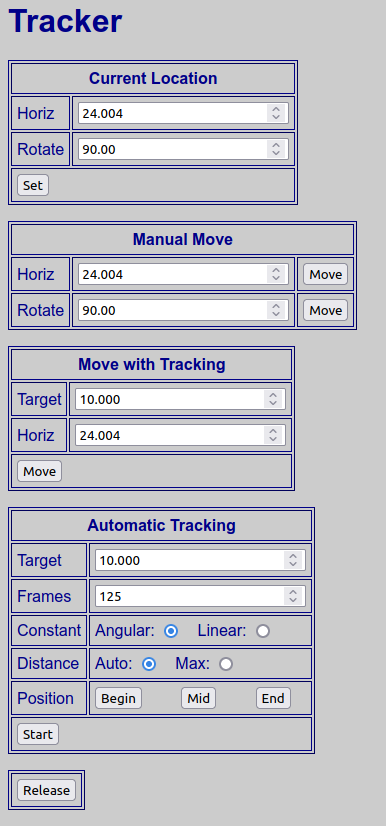 Tracker
Current Location
Horiz 24.004
Rotate 90.00
Set
Manual Move
Horiz 24.004 Move
Rotate 90.00 Move
Move with Tracking
Target 10.000
Horiz 24.004
Move
Automatic Tracking
Target 10.000
Frames 125
Constant Angular: Linear:
Distance Auto: Max:
Position Begin Mid End
Start
Release